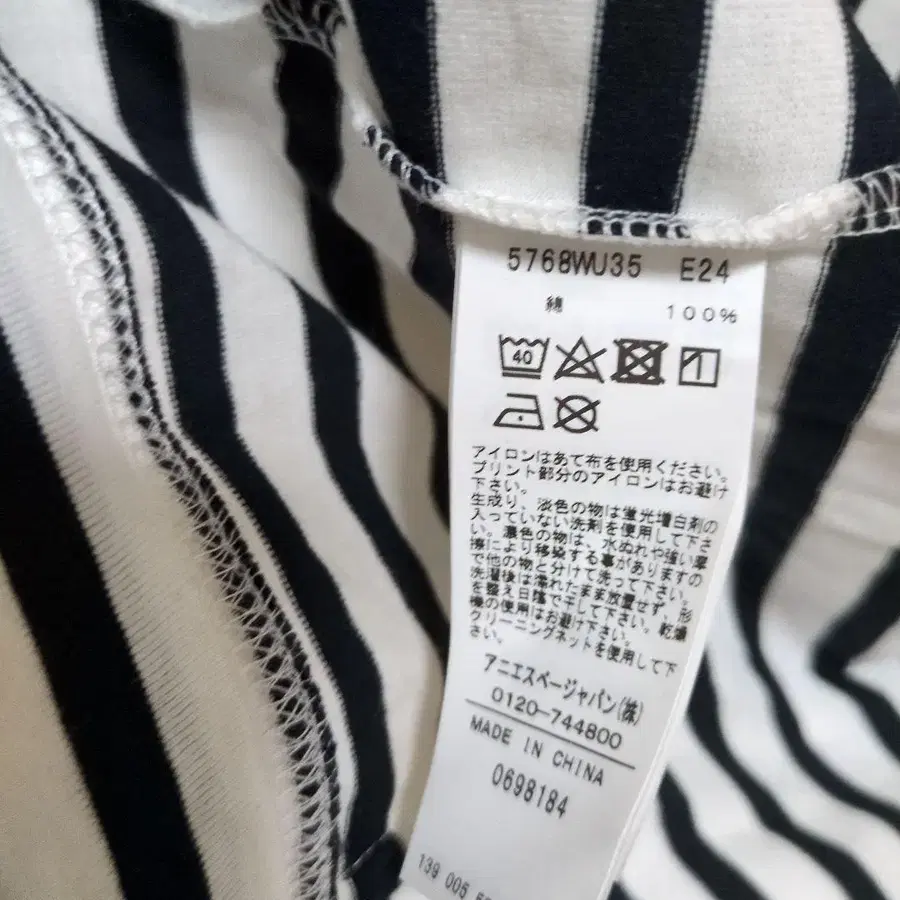 5768WU35 E24
綿 100%
40
アイロンはあて布を使用ください。
プリント部分のアイロンはお避け
下さい。
生成り、淡色の物は蛍光増白剤の
入っていない洗剤を使用して下さ
い。濃色の物は、水ぬれや強い摩
擦により移染する事がありますの
で他の物と分けて洗って下さい。
洗濯後は濡れたまま放置せず、形
を整え日陰で干して下さい。乾燥
機の使用はお避け下さい。
クリーニングネットを使用して下
さい。
アニエスベージャパン(株)
0120-744800
MADE IN CHINA
0698184
139 005